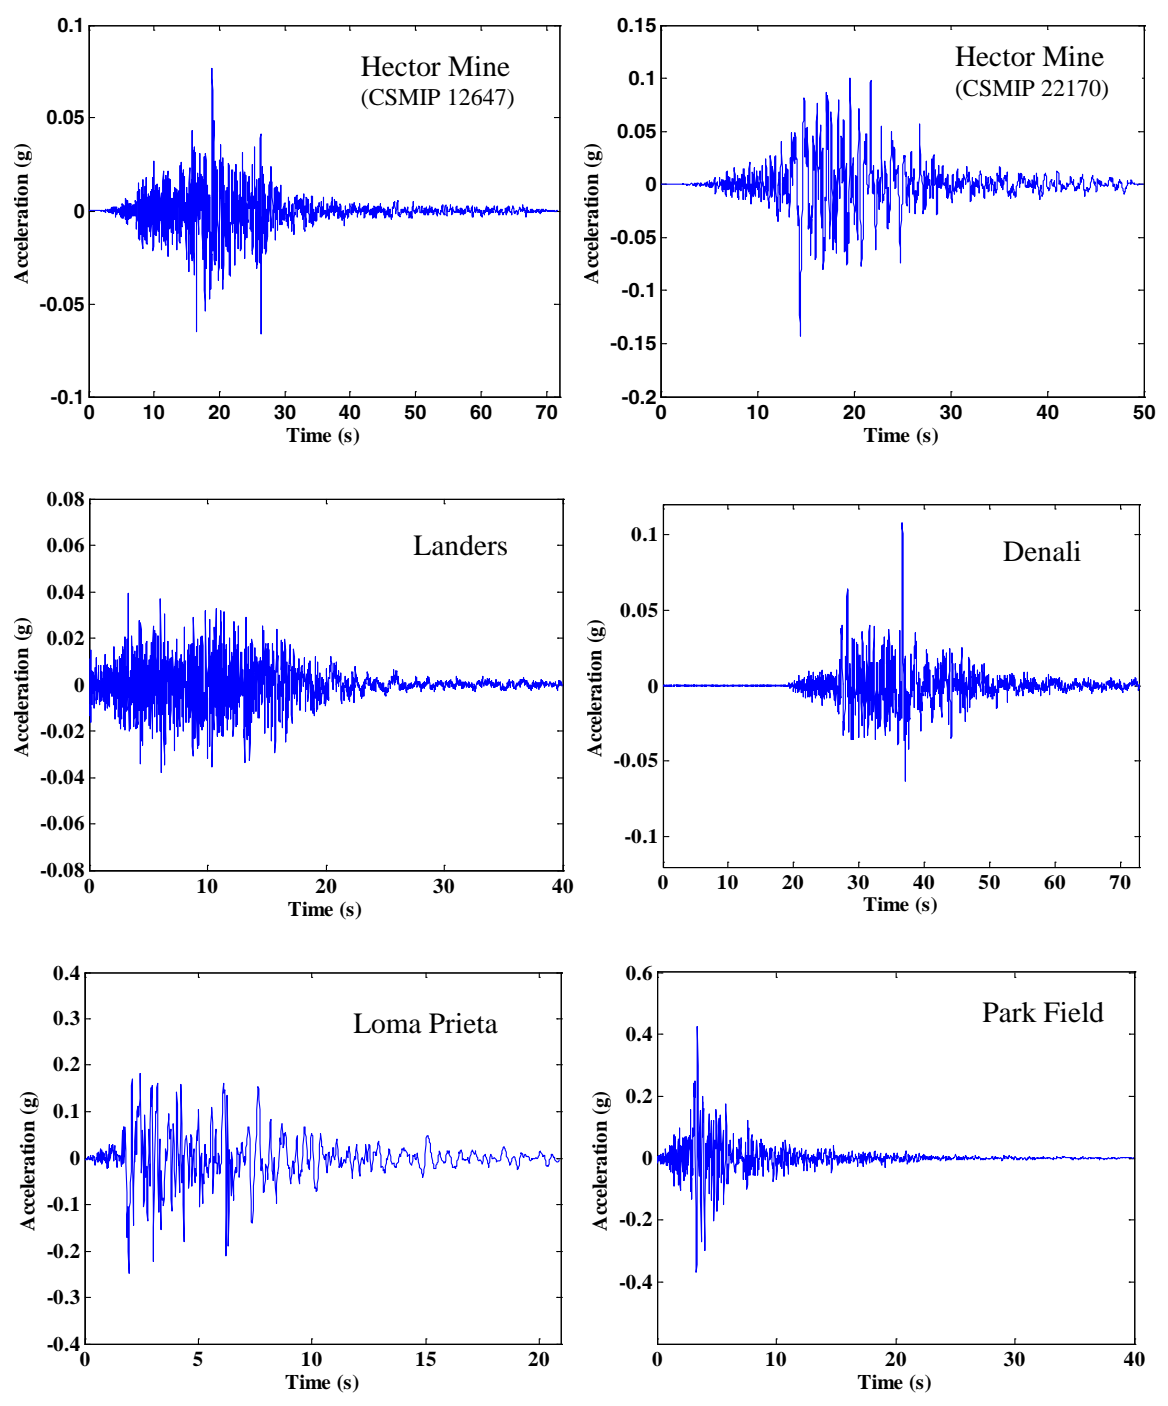 0.1
0.05
0
-0.05
-0.1
Acceleration (g)
Hector Mine
(CSMIP 12647)
0 10 20 30 40 50 60 70
Time (s)
0.15
0.1
0.05
0
-0.05
-0.1
-0.15
-0.2
Acceleration (g)
Hector Mine
(CSMIP 22170)
0 10 20 30 40 50
Time (s)
0.08
0.06
0.04
0.02
0
-0.02
-0.04
-0.06
-0.08
Acceleration (g)
Landers
0 10 20 30 40
Time (s)
0.1
0.05
0
-0.05
-0.1
Acceleration (g)
Denali
0 10 20 30 40 50 60 70
Time (s)
0.4
0.3
0.2
0.1
0
-0.1
-0.2
-0.3
-0.4
Acceleration (g)
Loma Prieta
0 5 10 15 20
Time (s)
0.6
0.4
0.2
0
-0.2
-0.4
Acceleration (g)
Park Field
0 10 20 30 40
Time (s)